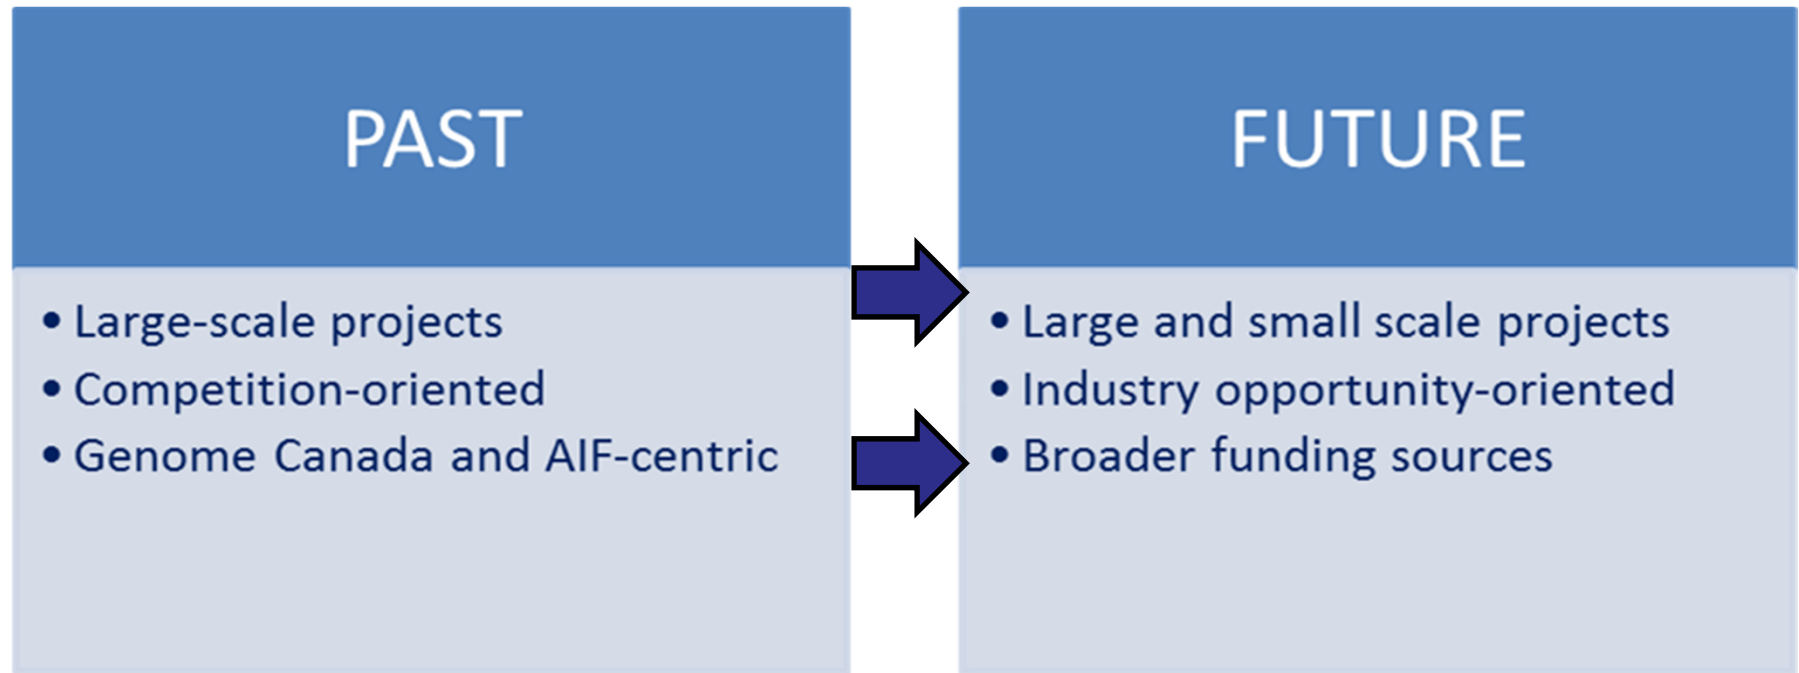 PAST
• Large-scale projects
• Competition-oriented
• Genome Canada and AIF-centric
FUTURE
• Large and small scale projects
• Industry opportunity-oriented
• Broader funding sources